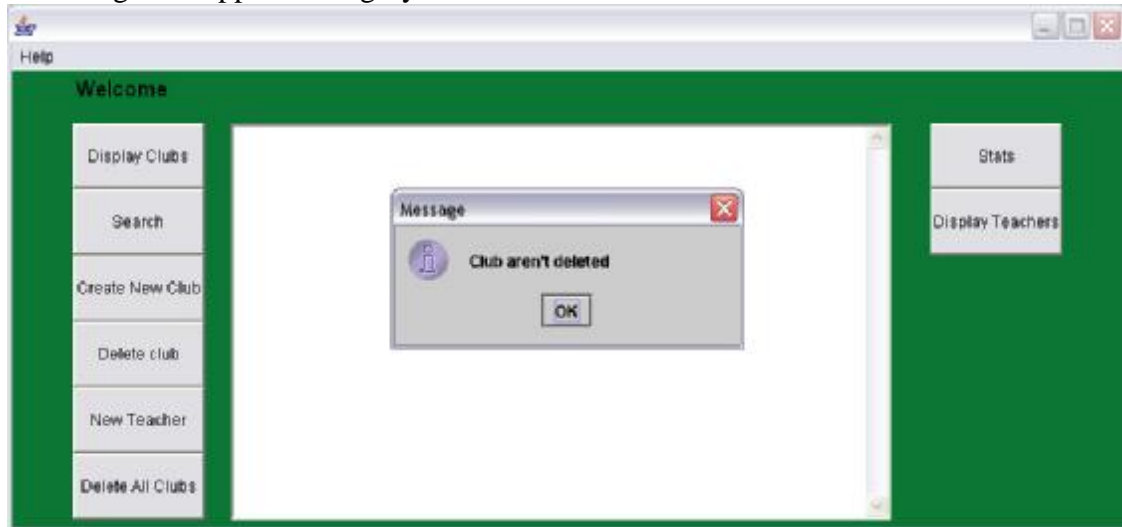 Help
Welcome
Display Clubs
Search
Create New Club
Delete club
New Teacher
Delete All Clubs
Message
Club aren't deleted
OK
Stats
Display Teachers